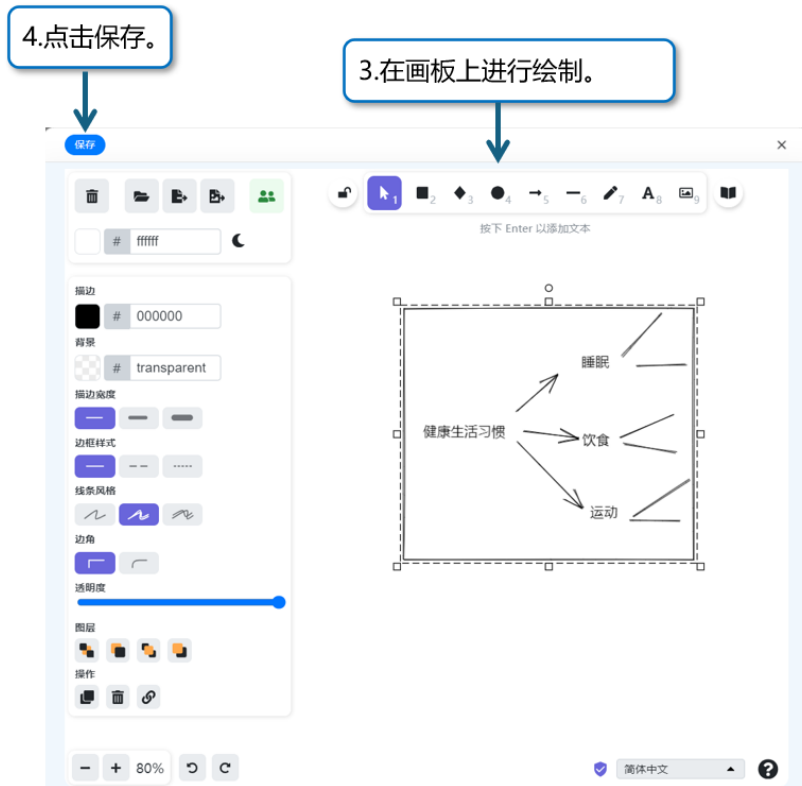 4.点击保存。
3.在画板上进行绘制。
保存
1 2 3 4 5 6 A 7 8 9
# ffffff
按下 Enter 以添加文本
描边
# 000000
背景
# transparent
描边宽度
边框样式
线条风格
边角
透明度
图层
操作
睡眠
健康生活习惯
饮食
运动
80%
简体中文